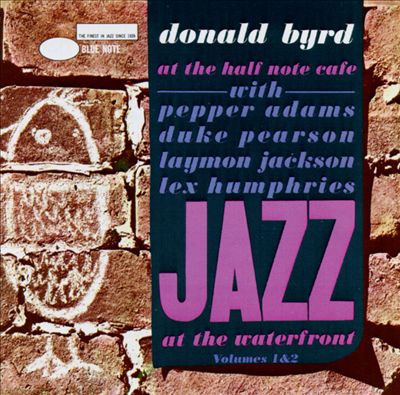 THE FINEST IN JAZZ SINCE 1939
BLUE NOTE
donald byrd
at the half note cafe
with
pepper adams
duke pearson
laymon jackson
lex humphries
JAZZ
at the waterfront
Volumes 1&2